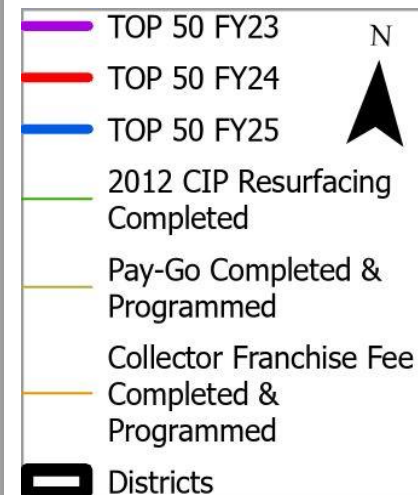 TOP 50 FY23
N
TOP 50 FY24
TOP 50 FY25
2012 CIP Resurfacing
Completed
Pay-Go Completed &
Programmed
Collector Franchise Fee
Completed &
Programmed
Districts